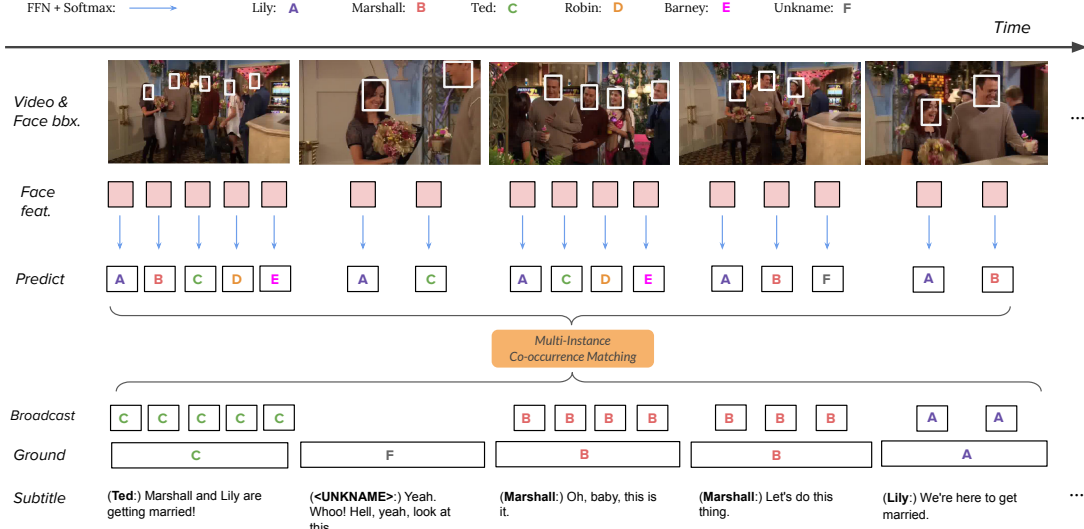 FFN + Softmax: Lily: A Marshall: B Ted: C Robin: D Barney: E Unkname: F
Time
Video &
Face bbx.
...
Face
feat.
Predict A B C D E A C A C D E A B F A B
Multi-Instance
Co-occurrence Matching
Broadcast C C C C C B B B B B B B A A
Ground C F B B A
Subtitle (Ted:) Marshall and Lily are (<UNKNAME>:) Yeah. (Marshall:) Oh, baby, this is (Marshall:) Let's do this (Lily:) We're here to get ...
getting married! Whoo! Hell, yeah, look at it. thing. married.
this